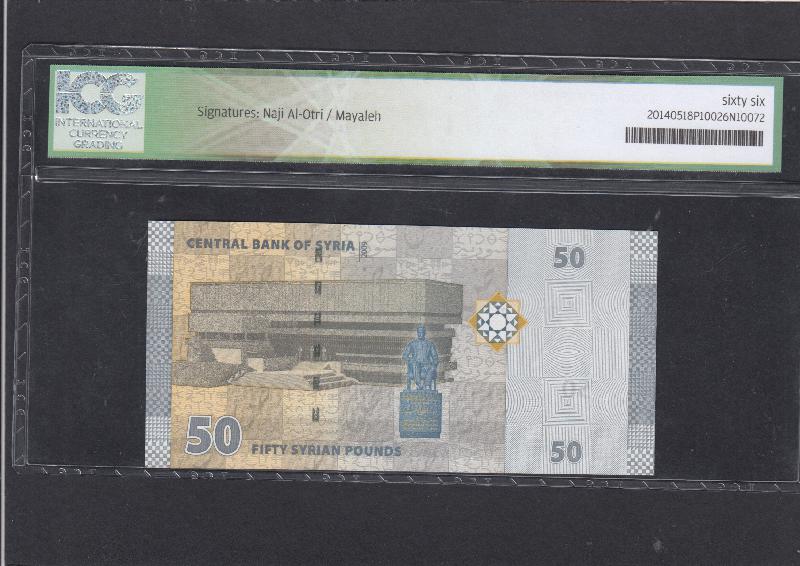 ICG
INTERNATIONAL
CURRENCY
GRADING
Signatures: Naji Al-Otri / Mayaleh
sixty six
20140518P10026N10072
CENTRAL BANK OF SYRIA
2009
50
50
FIFTY SYRIAN POUNDS
50